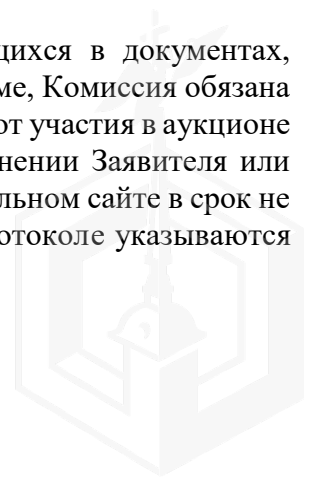 щихся в документах,
ме, Комиссия обязана
от участия в аукционе
нении Заявителя или
льном сайте в срок не
отоколе указываются